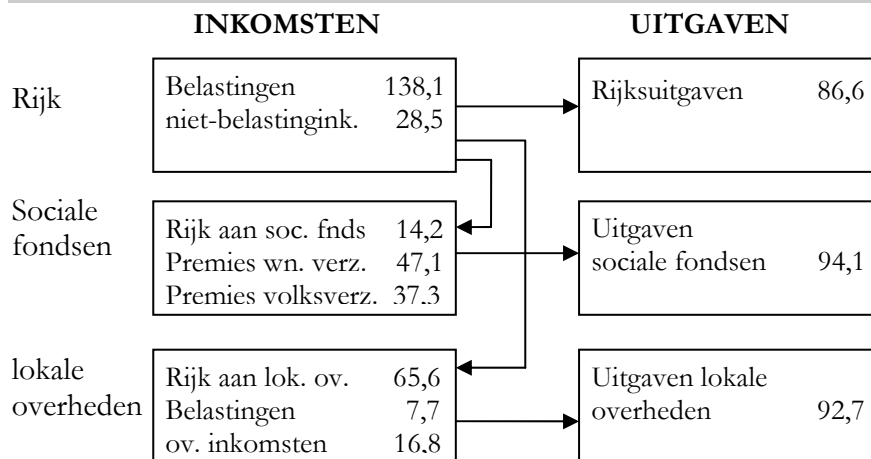 INKOMSTEN UITGAVEN
Rijk
Belastingen 138,1
niet-belastingink. 28,5
Rijksuitgaven 86,6
Sociale
fondsen
Rijk aan soc. fnds 14,2
Premies wn. verz. 47,1
Premies volksverz. 37,3
Uitgaven
sociale fondsen 94,1
lokale
overheden
Rijk aan lok. ov. 65,6
Belastingen 7,7
ov. inkomsten 16,8
Uitgaven lokale
overheden 92,7